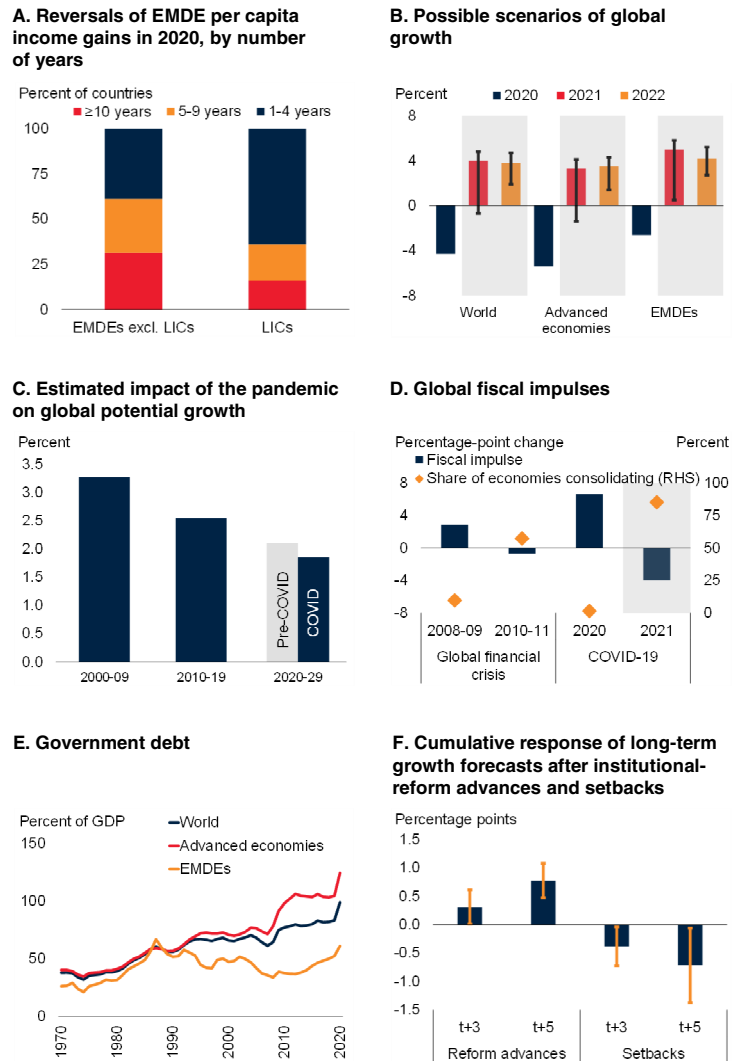 A. Reversals of EMDE per capita
income gains in 2020, by number
of years
Percent of countries
≥10 years 5-9 years 1-4 years
100
75
50
25
0
EMDEs excl. LICs LICs
B. Possible scenarios of global
growth
Percent
2020 2021 2022
8
4
0
-4
-8
World Advanced
economies EMDEs
C. Estimated impact of the pandemic
on global potential growth
Percent
3.5
3.0
2.5
2.0
1.5
1.0
0.5
0.0
Pre-COVID
COVID
2000-09 2010-19 2020-29
D. Global fiscal impulses
Percentage-point change Percent
Fiscal impulse
Share of economies consolidating (RHS)
8 100
4 75
0 50
-4 25
-8 0
2008-09 2010-11 2020 2021
Global financial
crisis COVID-19
E. Government debt
Percent of GDP
World
Advanced economies
EMDEs
150
100
50
0
1970 1980 1990 2000 2010 2020
F. Cumulative response of long-term
growth forecasts after institutional-
reform advances and setbacks
Percentage points
1.5
1.0
0.5
0.0
-0.5
-1.0
-1.5
t+3 t+5 t+3 t+5
Reform advances Setbacks